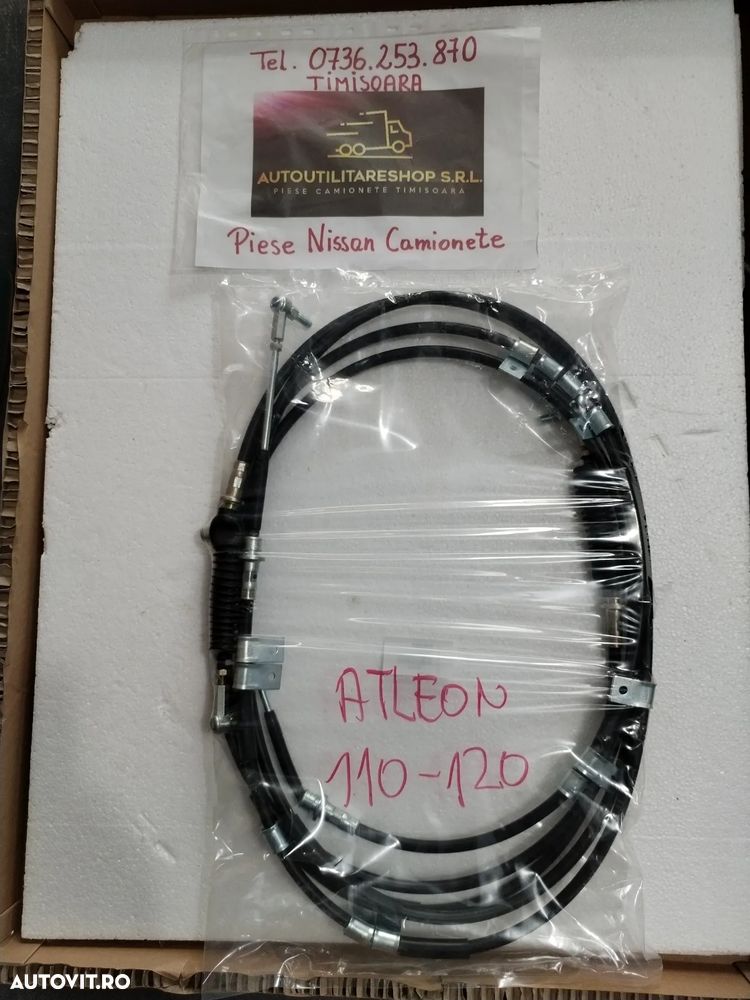 Tel. 0736.253.870
TIMISOARA
AUTOUTILITARESHOP S.R.L.
PIESE CAMIONETE TIMISOARA
Piese Nissan Camionete
ATLEON
110-120
AUTOVIT.RO